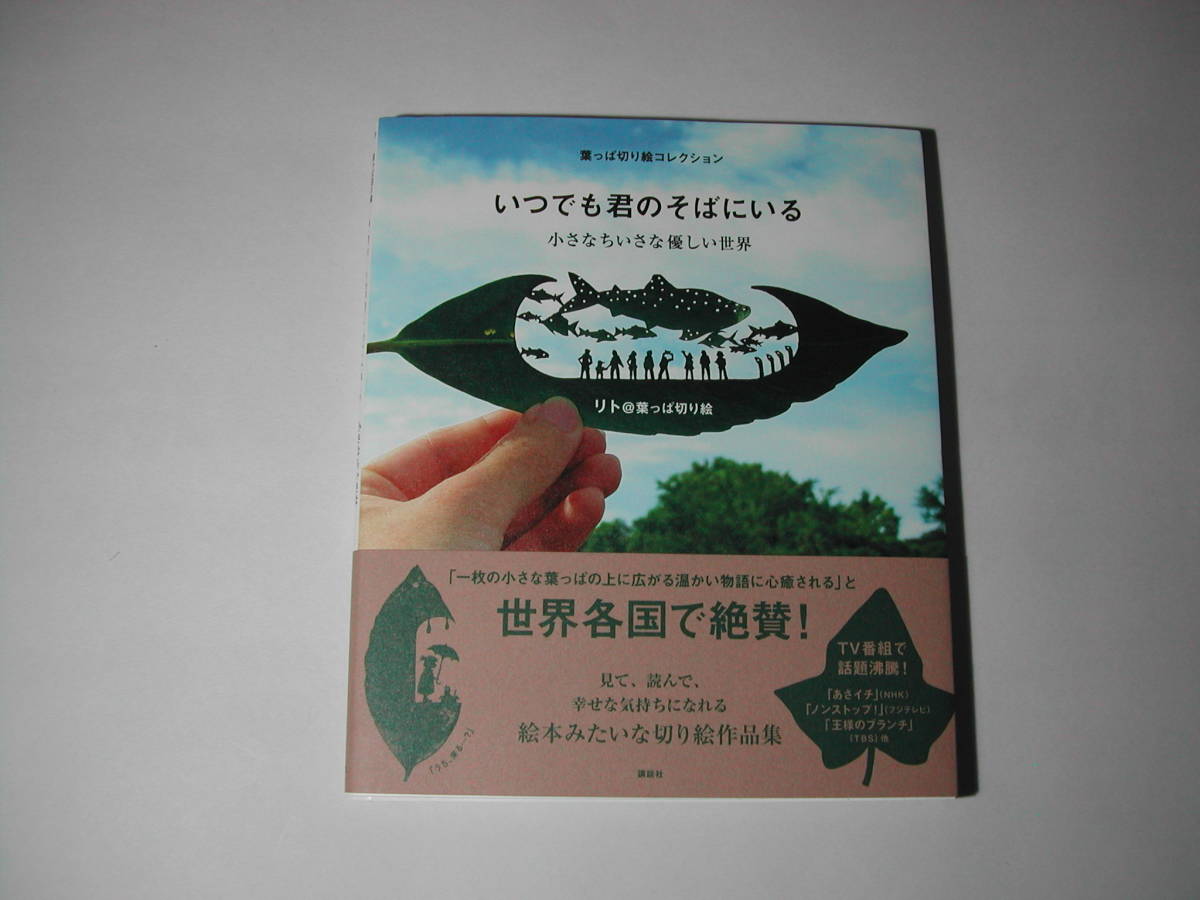 葉っぱ切り絵コレクション
いつでも君のそばにいる
小さなちいさな優しい世界
リト@葉っぱ切り絵
「一枚の小さな葉っぱの上に広がる温かい物語に心癒される」と
世界各国で絶賛!
見て、読んで、
幸せな気持ちになれる
絵本みたいな切り絵作品集
講談社
「うち、来る…?」
TV番組で
話題沸騰!
「あさイチ」(NHK)
「ノンストップ!」(フジテレビ)
「王様のブランチ」
(TBS)他